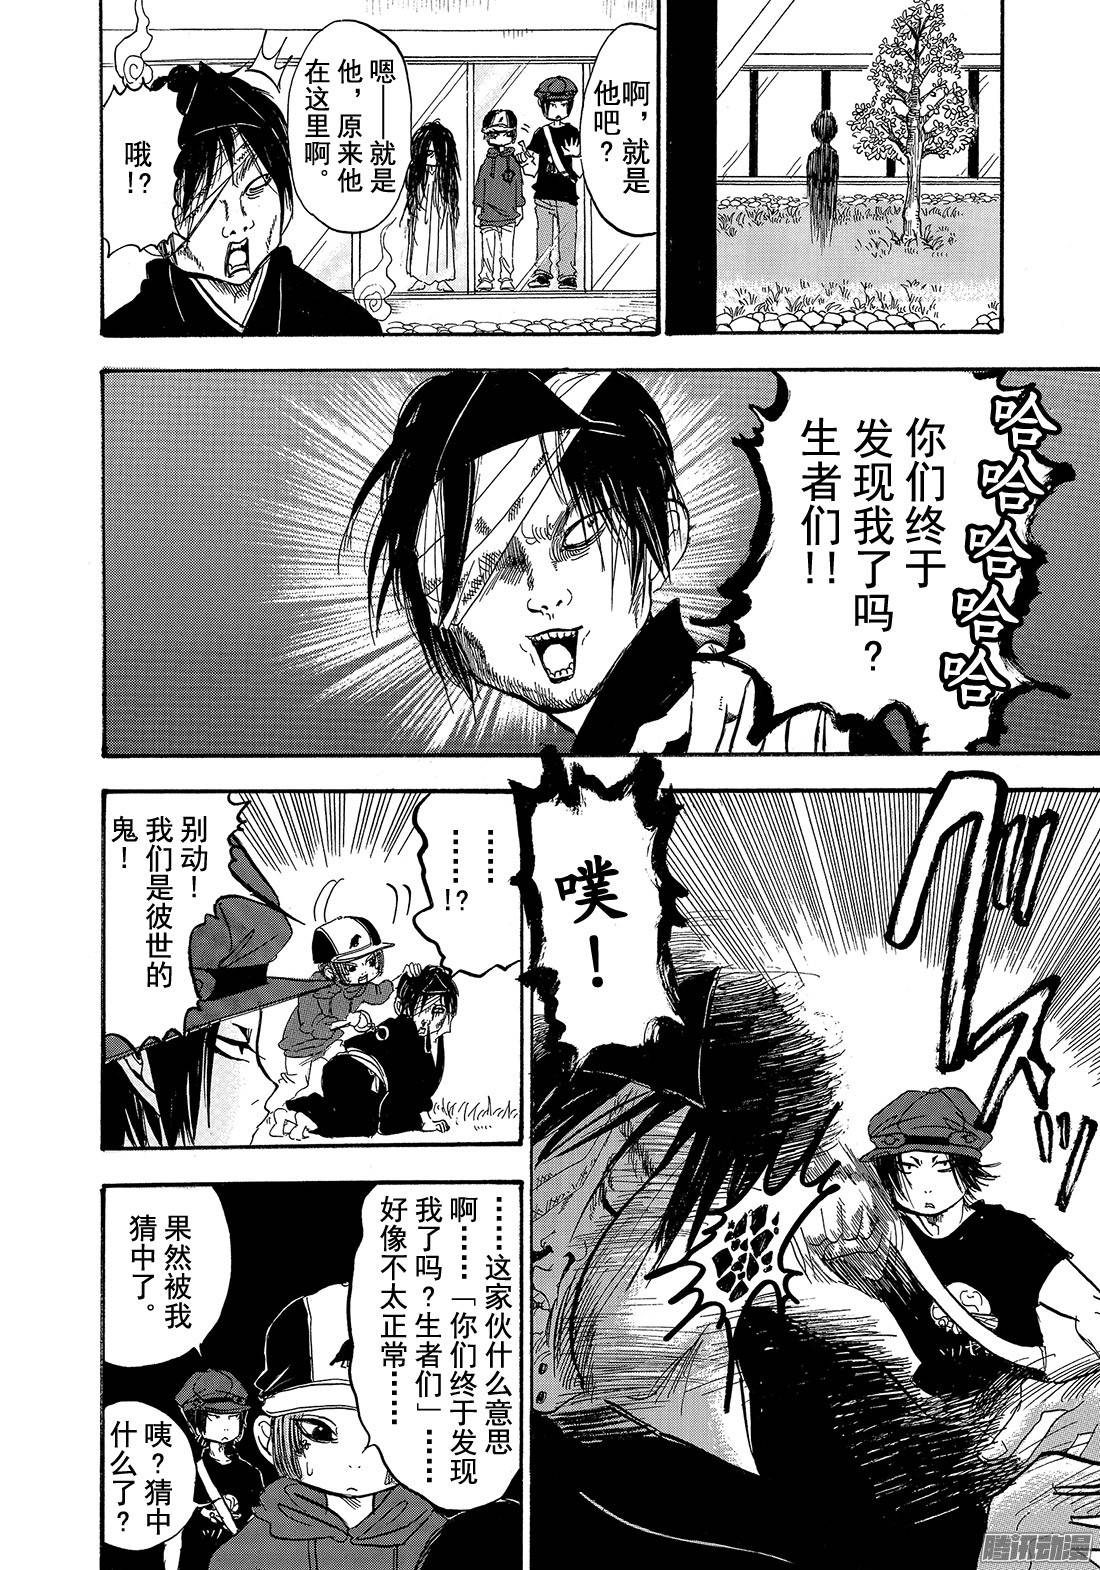 啊，就是
他吧？
嗯——就是
他，原来他
在这里啊。
哦
!?
哈哈哈哈哈
你们终于
发现我了吗？
生者们!!
グッ
噗！
……
……!?
别动！
我们是彼世的
鬼！
……这家伙什么意思
啊……「你们终于发现
我了吗？生者们」……
好像不太正常……
果然被我
猜中了。
咦？猜中
什么了？
腾讯动漫